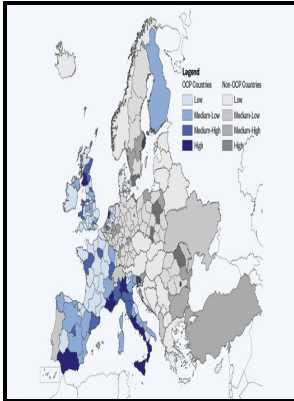 Legend
OCP Countries Non-OCP Countries
Low Low
Medium-Low Medium-Low
Medium-High Medium-High
High High